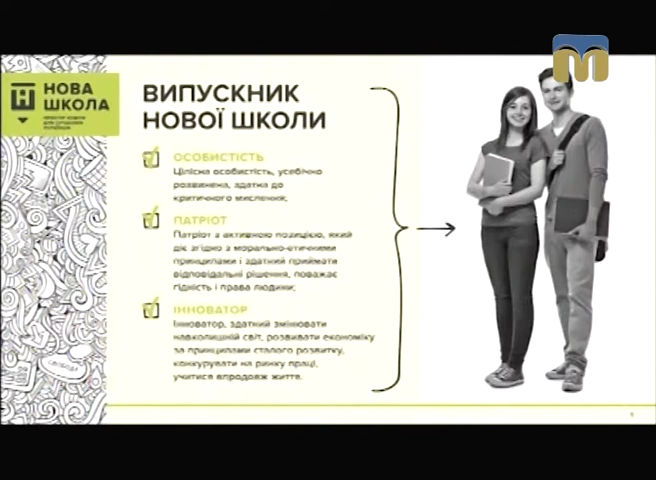 НОВА
ШКОЛА
ВИПУСКНИК
НОВОЇ ШКОЛИ
ОСОБИСТІСТЬ
Цілісна особистість, усебічно
розвинена, здатна до
критичного мислення;
ПАТРІОТ
Патріот з активною позицією, який
діє згідно з морально-етичними
принципами і здатний приймати
відповідальні рішення, поважає
гідність і права людини;
ІННОВАТОР
Інноватор, здатний змінювати
навколишній світ, розвивати економіку
за принципами сталого розвитку,
конкурувати на ринку праці,
учитися впродовж життя.